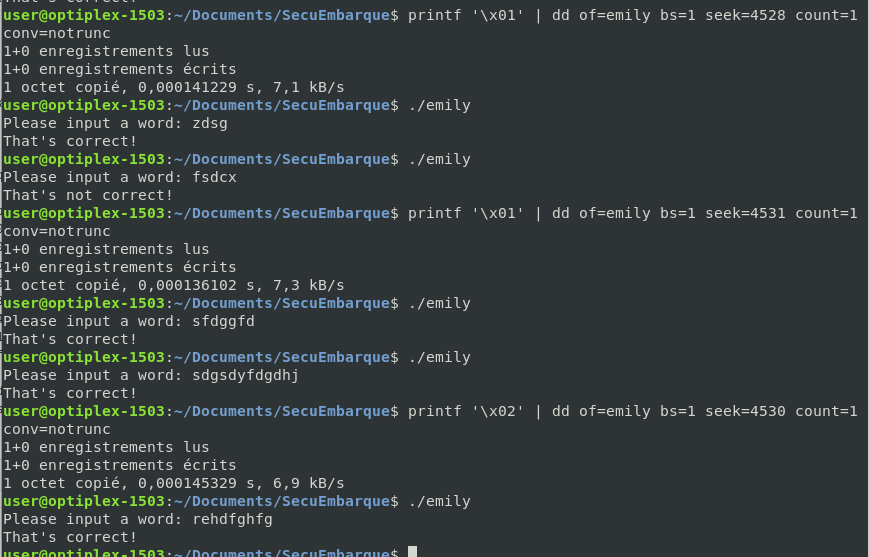 That's correct!
user@optiplex-1503:~/Documents/SecuEmbarque$ printf '\x01' | dd of=emily bs=1 seek=4528 count=1
conv=notrunc
1+0 enregistrements lus
1+0 enregistrements écrits
1 octet copié, 0,000141229 s, 7,1 kB/s
user@optiplex-1503:~/Documents/SecuEmbarque$ ./emily
Please input a word: zdsg
That's correct!
user@optiplex-1503:~/Documents/SecuEmbarque$ ./emily
Please input a word: fsdcx
That's not correct!
user@optiplex-1503:~/Documents/SecuEmbarque$ printf '\x01' | dd of=emily bs=1 seek=4531 count=1
conv=notrunc
1+0 enregistrements lus
1+0 enregistrements écrits
1 octet copié, 0,000136102 s, 7,3 kB/s
user@optiplex-1503:~/Documents/SecuEmbarque$ ./emily
Please input a word: sfdggfd
That's correct!
user@optiplex-1503:~/Documents/SecuEmbarque$ ./emily
Please input a word: sdgsdyfdgdhj
That's correct!
user@optiplex-1503:~/Documents/SecuEmbarque$ printf '\x02' | dd of=emily bs=1 seek=4530 count=1
conv=notrunc
1+0 enregistrements lus
1+0 enregistrements écrits
1 octet copié, 0,000145329 s, 6,9 kB/s
user@optiplex-1503:~/Documents/SecuEmbarque$ ./emily
Please input a word: rehdfghfg
That's correct!
user@optiplex-1503:~/Documents/SecuEmbarque$